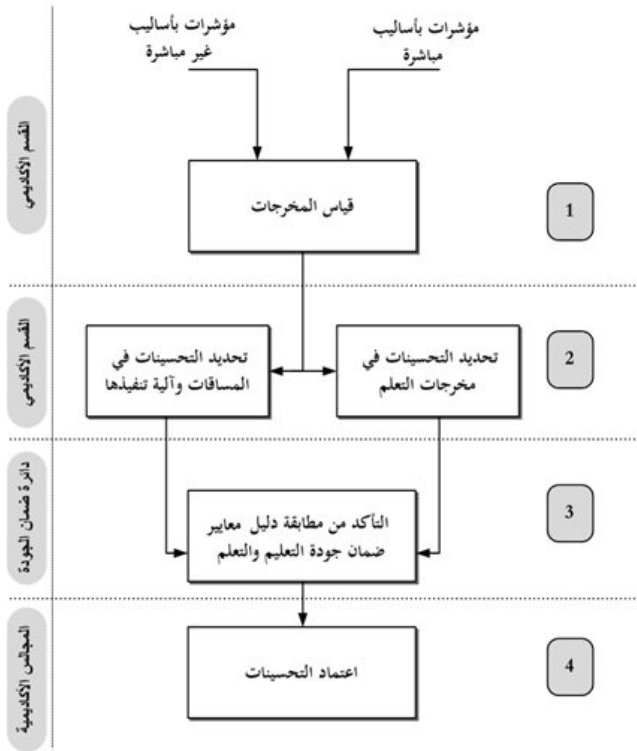 مؤشرات بأساليب
مباشرة
مؤشرات بأساليب
غير مباشرة
القسم الأكاديمي
قياس المخرجات
1
القسم الأكاديمي
تحديد التحسينات في
مخرجات التعلم
تحديد التحسينات في
المساقات وآلية تنفيذها
2
دائرة ضمان الجودة
التأكد من مطابقة دليل معايير
ضمان جودة التعليم والتعلم
3
المجالس الأكاديمية
اعتماد التحسينات
4